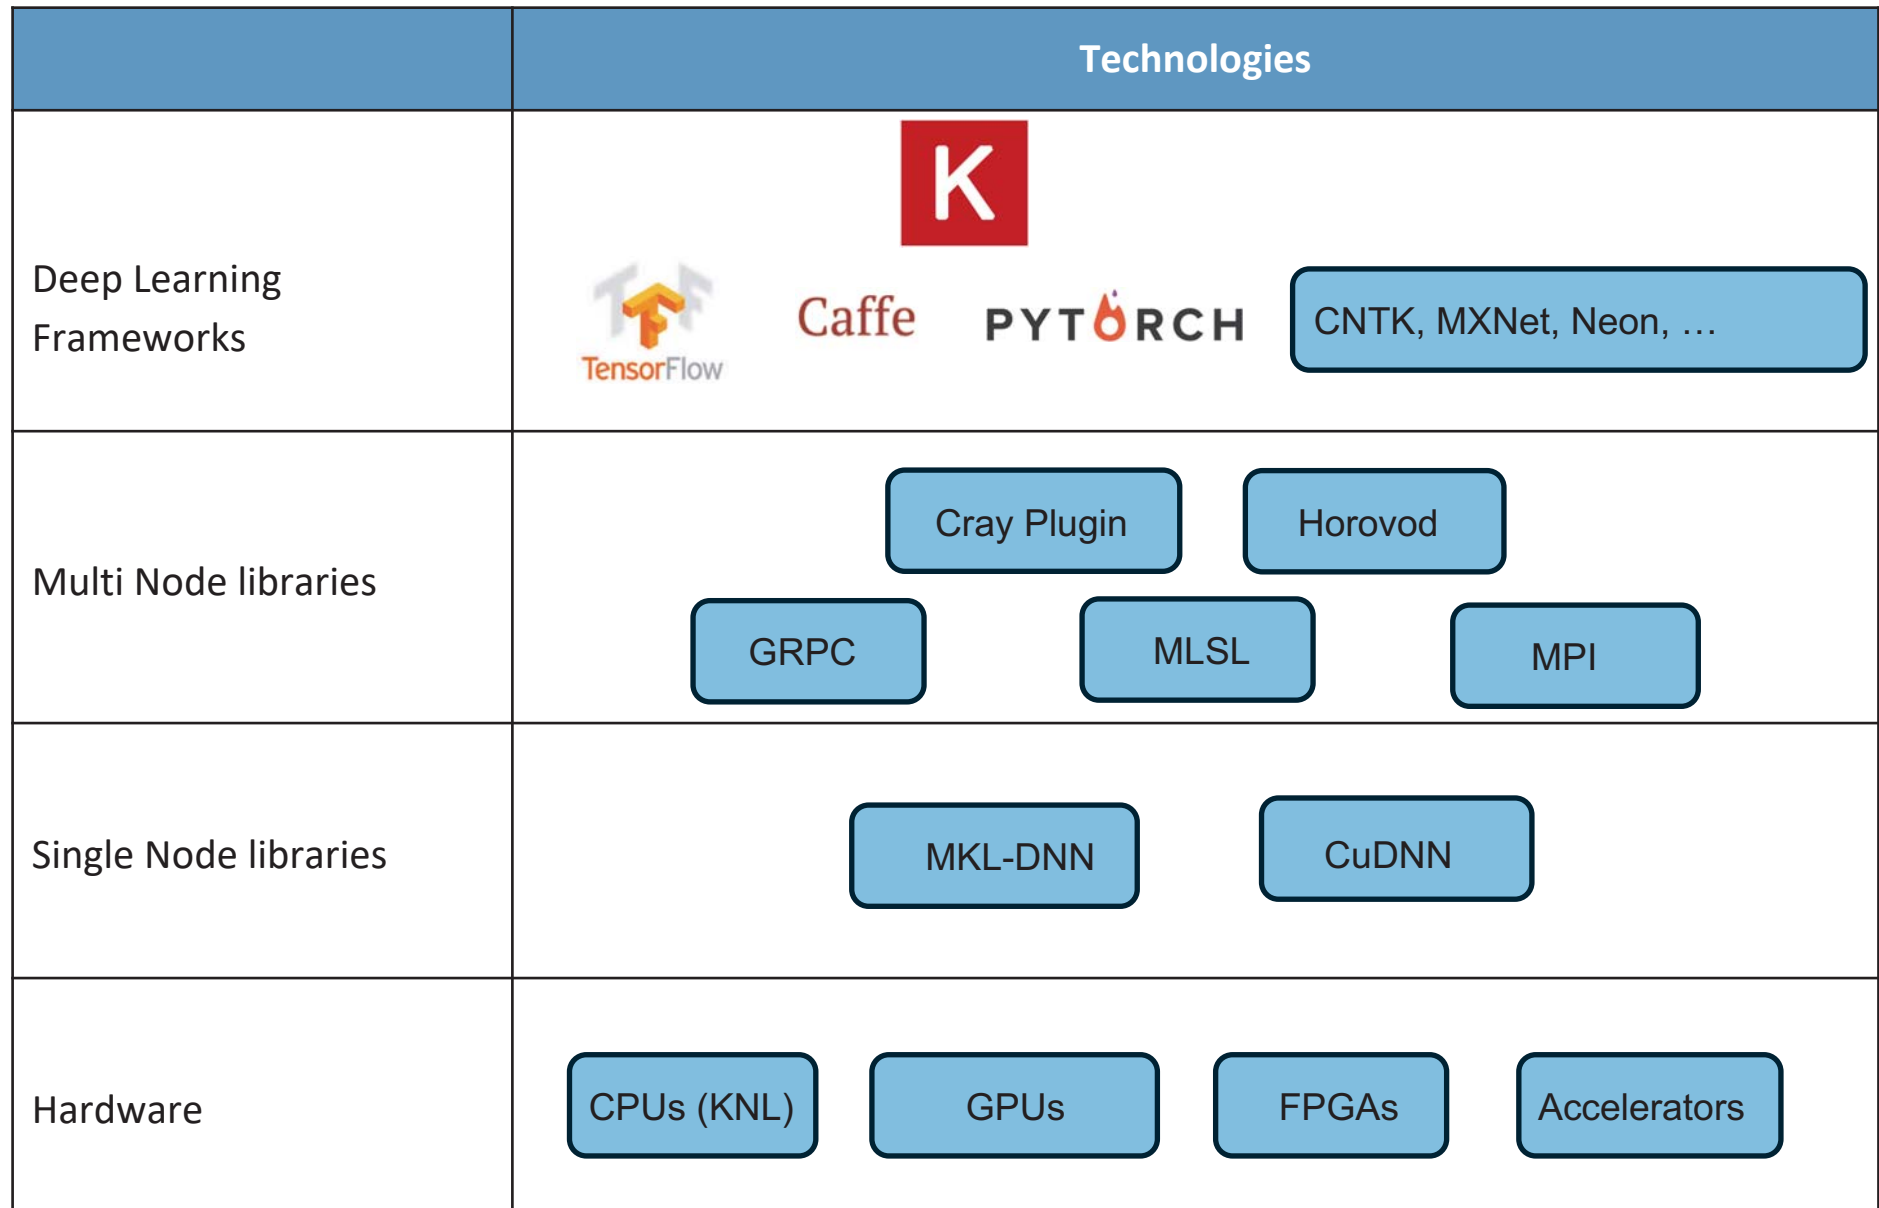 Technologies
Deep Learning
Frameworks
K
TensorFlow
Caffe
PYTORCH
CNTK, MXNet, Neon, …
Multi Node libraries
Cray Plugin
Horovod
GRPC
MLSL
MPI
Single Node libraries
MKL-DNN
CuDNN
Hardware
CPUs (KNL)
GPUs
FPGAs
Accelerators